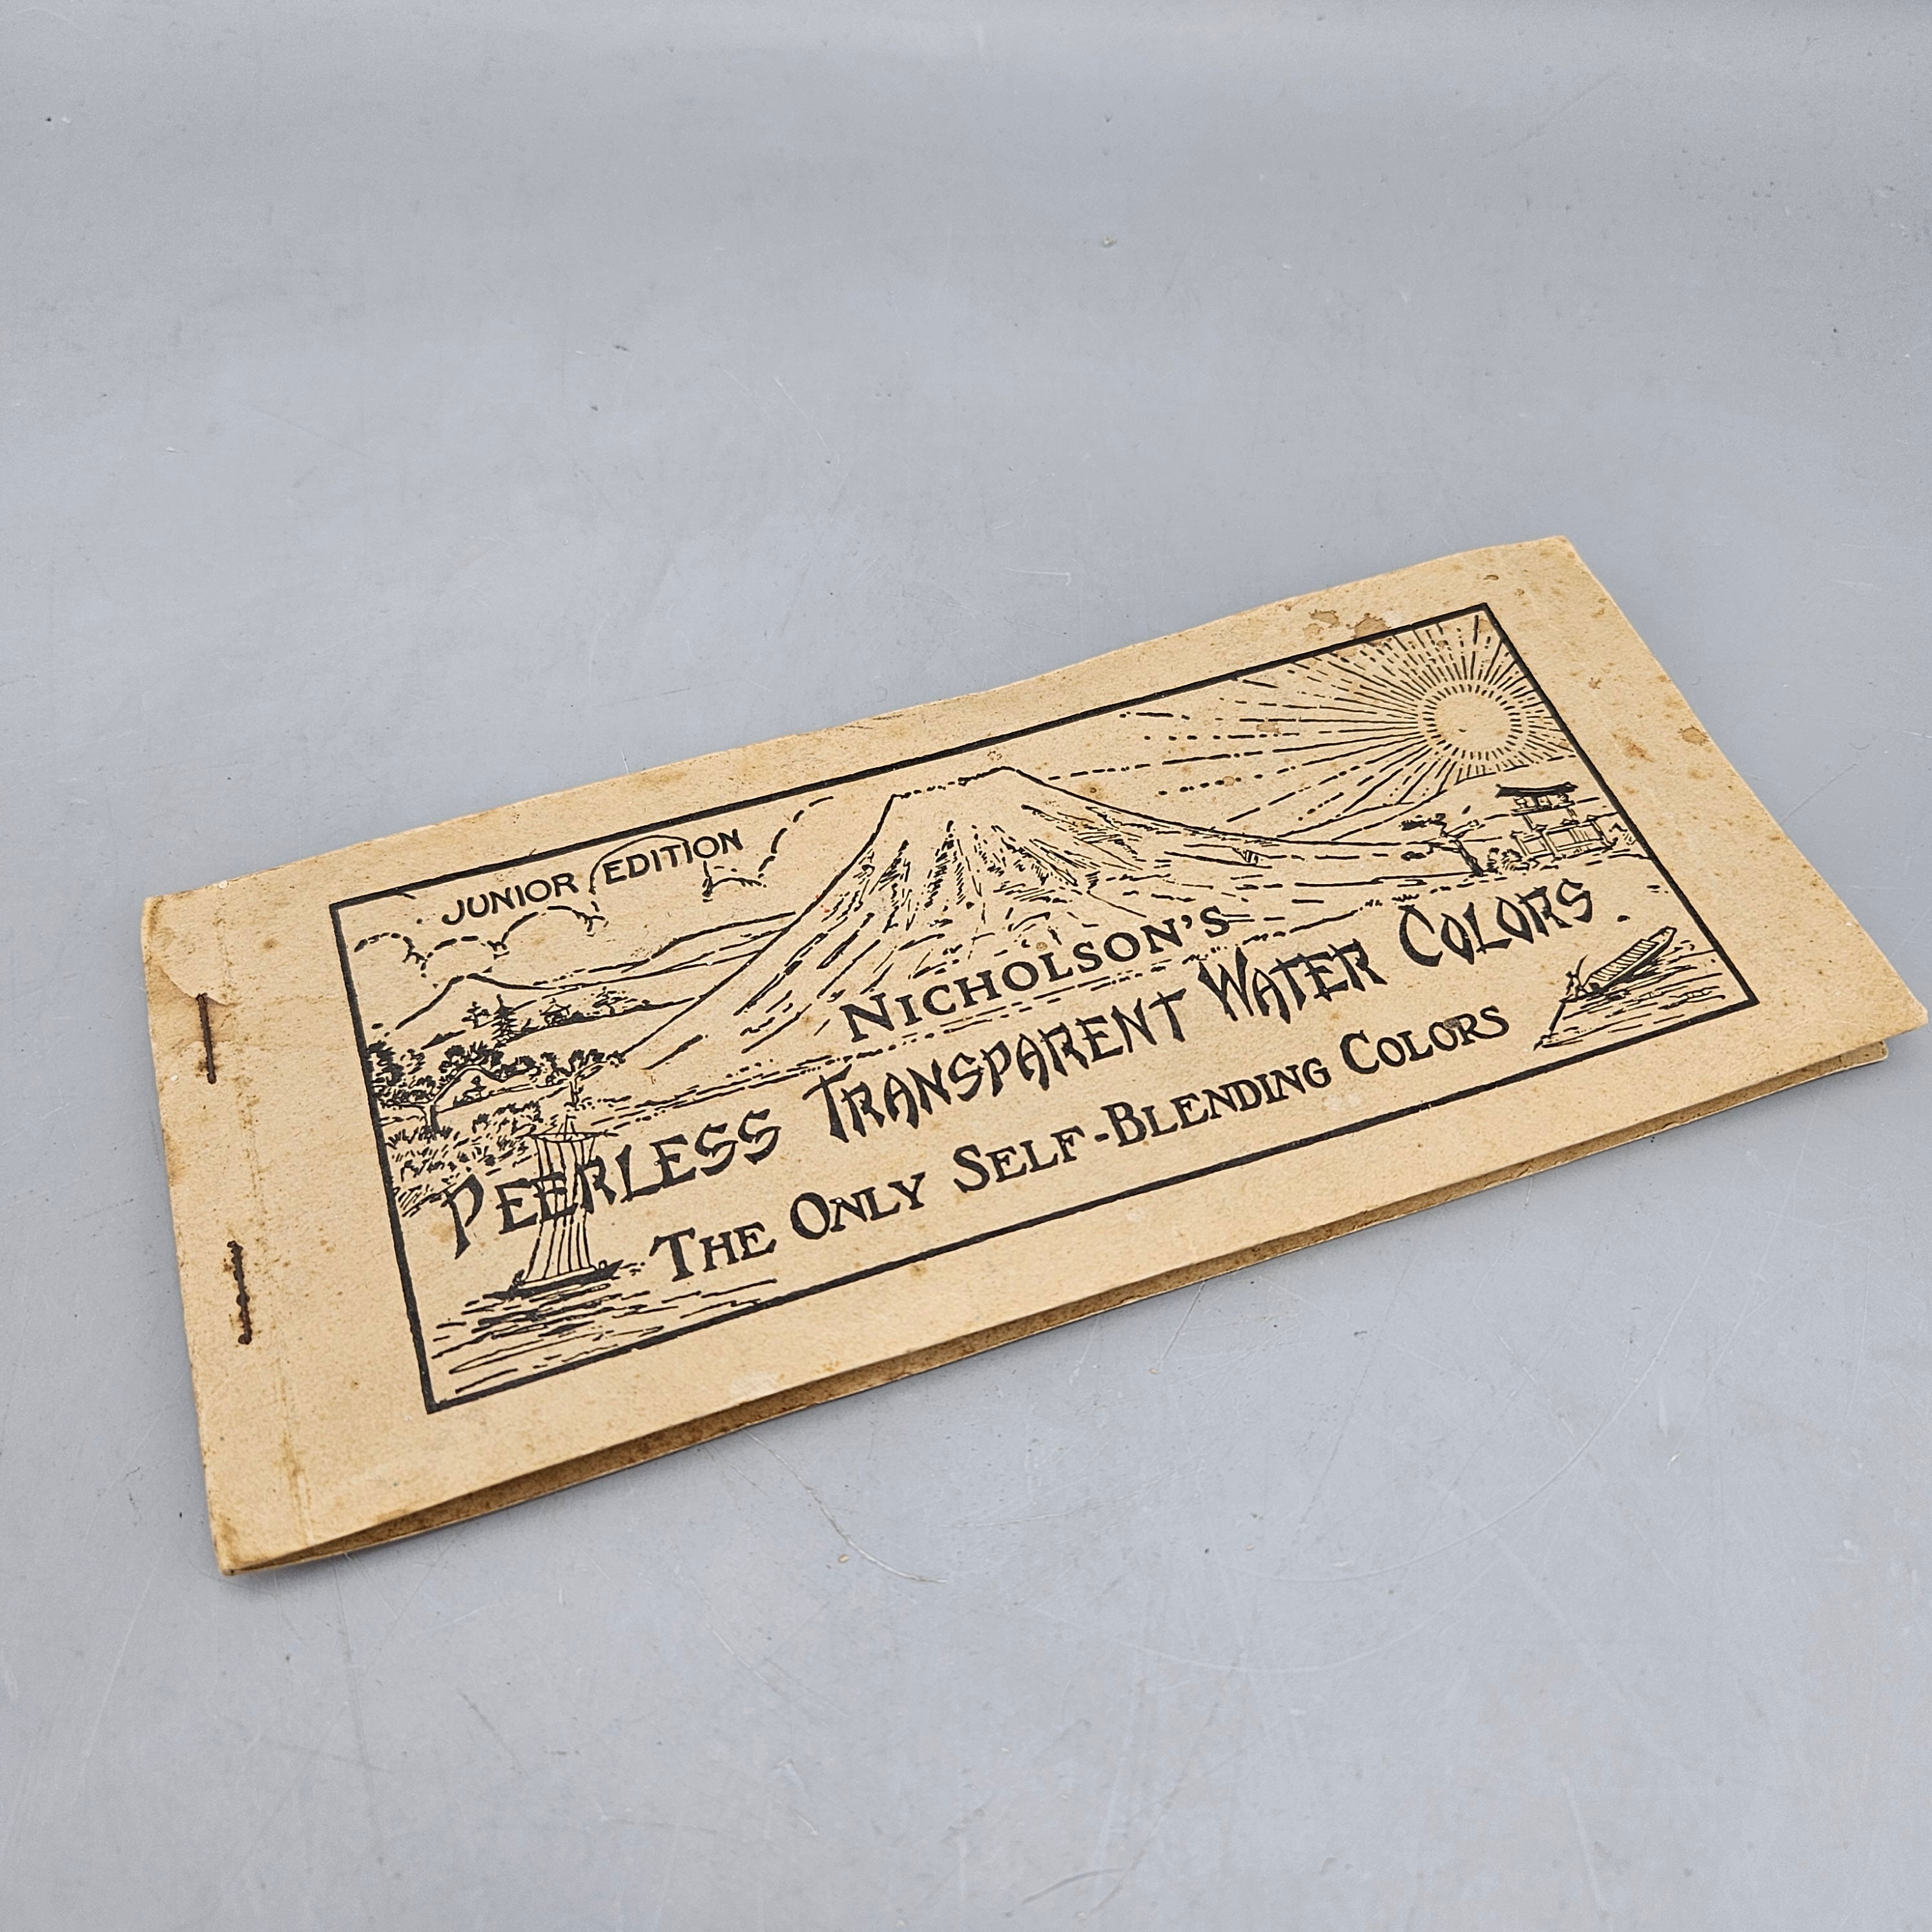 JUNIOR EDITION
NICHOLSON'S
PEERLESS TRANSPARENT WATER COLORS.
THE ONLY SELF-BLENDING COLORS